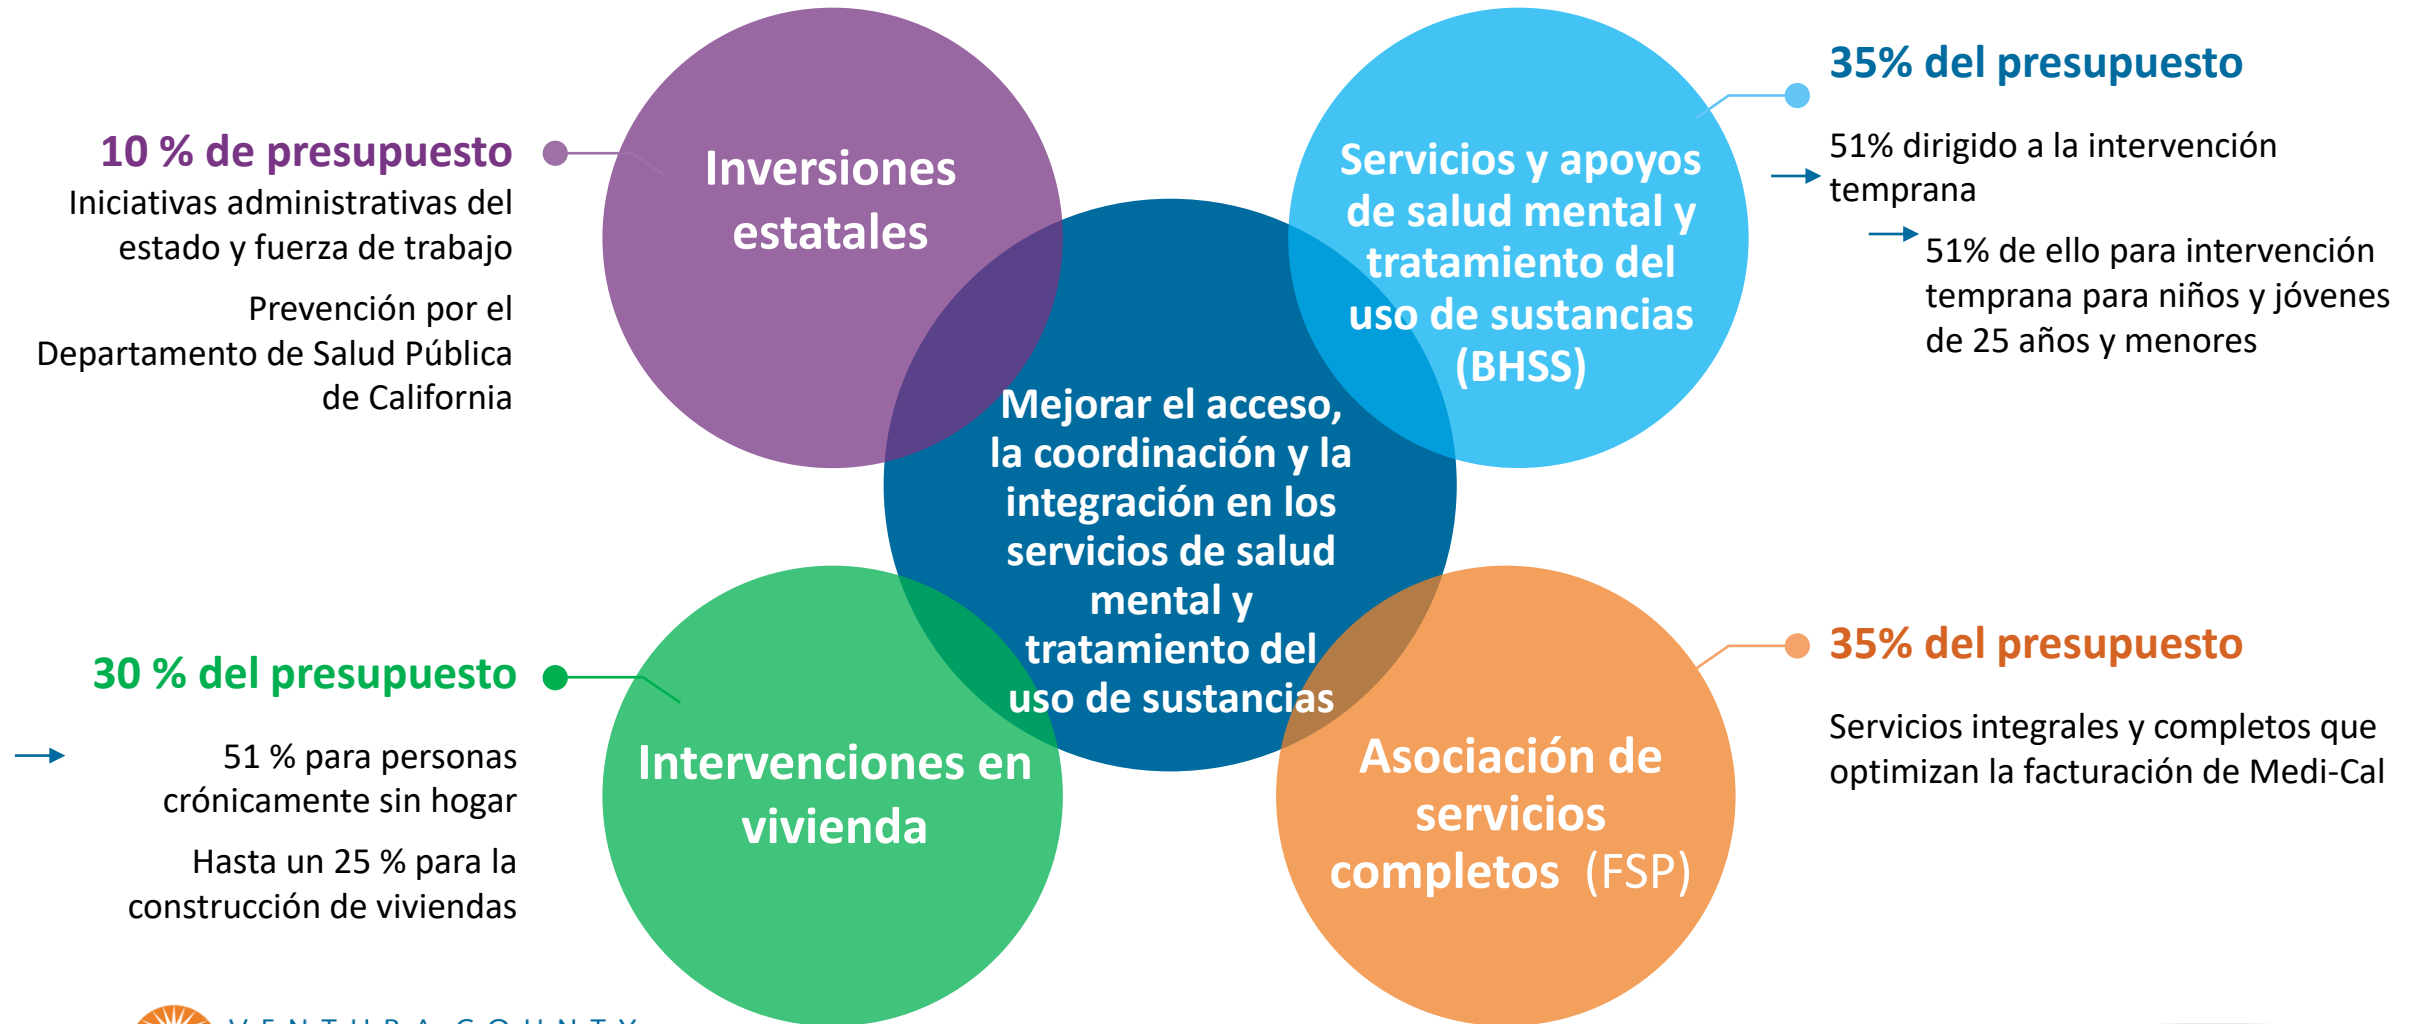 10 % de presupuesto
Iniciativas administrativas del
estado y fuerza de trabajo
Prevención por el
Departamento de Salud Pública
de California
Inversiones
estatales
Servicios y apoyos
de salud mental y
tratamiento del
uso de sustancias
(BHSS)
35% del presupuesto
51% dirigido a la intervención
temprana
51% de ello para intervención
temprana para niños y jóvenes
de 25 años y menores
Mejorar el acceso,
la coordinación y la
integración en los
servicios de salud
mental y
tratamiento del
uso de sustancias
30 % del presupuesto
51 % para personas
crónicamente sin hogar
Hasta un 25 % para la
construcción de viviendas
Intervenciones en
vivienda
Asociación de
servicios
completos (FSP)
35% del presupuesto
Servicios integrales y completos que
optimizan la facturación de Medi-Cal
VENTURA COUNTY